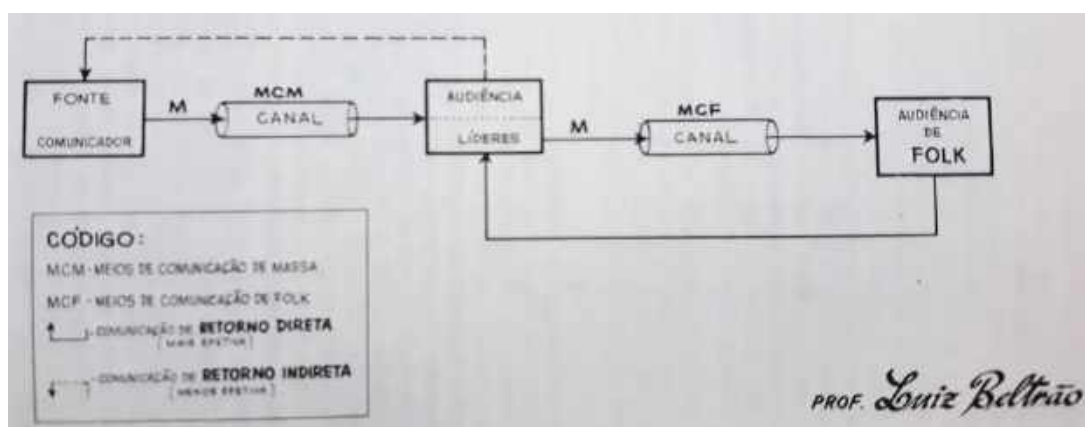 FONTE
COMUNICADOR
M
MCM
CANAL
AUDIÊNCIA
LÍDERES
M
MCF
CANAL
AUDIÊNCIA
DE
FOLK
CÓDIGO:
MCM - MEIOS DE COMUNICAÇÃO DE MASSA
MCF - MEIOS DE COMUNICAÇÃO DE FOLK
- COMUNICAÇÃO DE RETORNO DIRETA
(MAIS EFETIVA)
- COMUNICAÇÃO DE RETORNO INDIRETA
(MENOS EFETIVA)
PROF. Luiz Beltrão